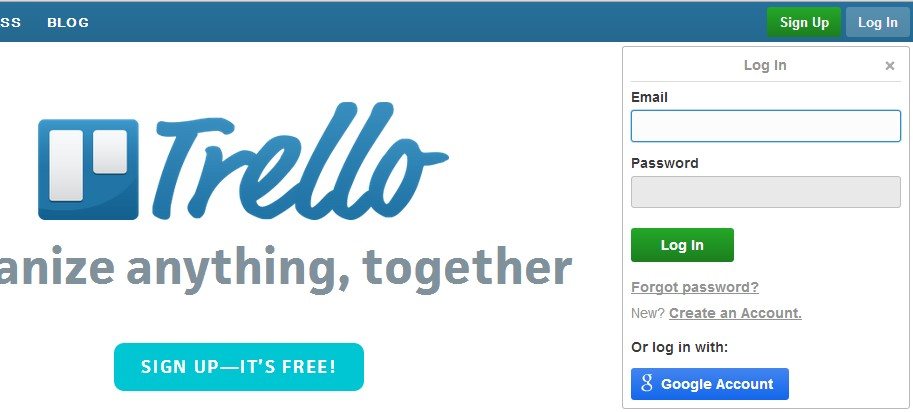 SS BLOG Sign Up Log In
Log In ×
Email
Password
Log In
Forgot password?
New? Create an Account.
Or log in with:
g Google Account
Trello
anize anything, together
SIGN UP—IT'S FREE!